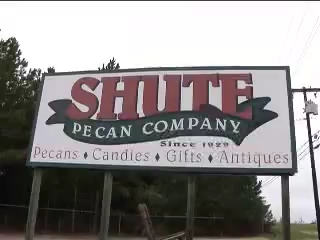 SHUTE
PECAN COMPANY
Since 1929
Pecans ♦ Candies ♦ Gifts ♦ Antiques